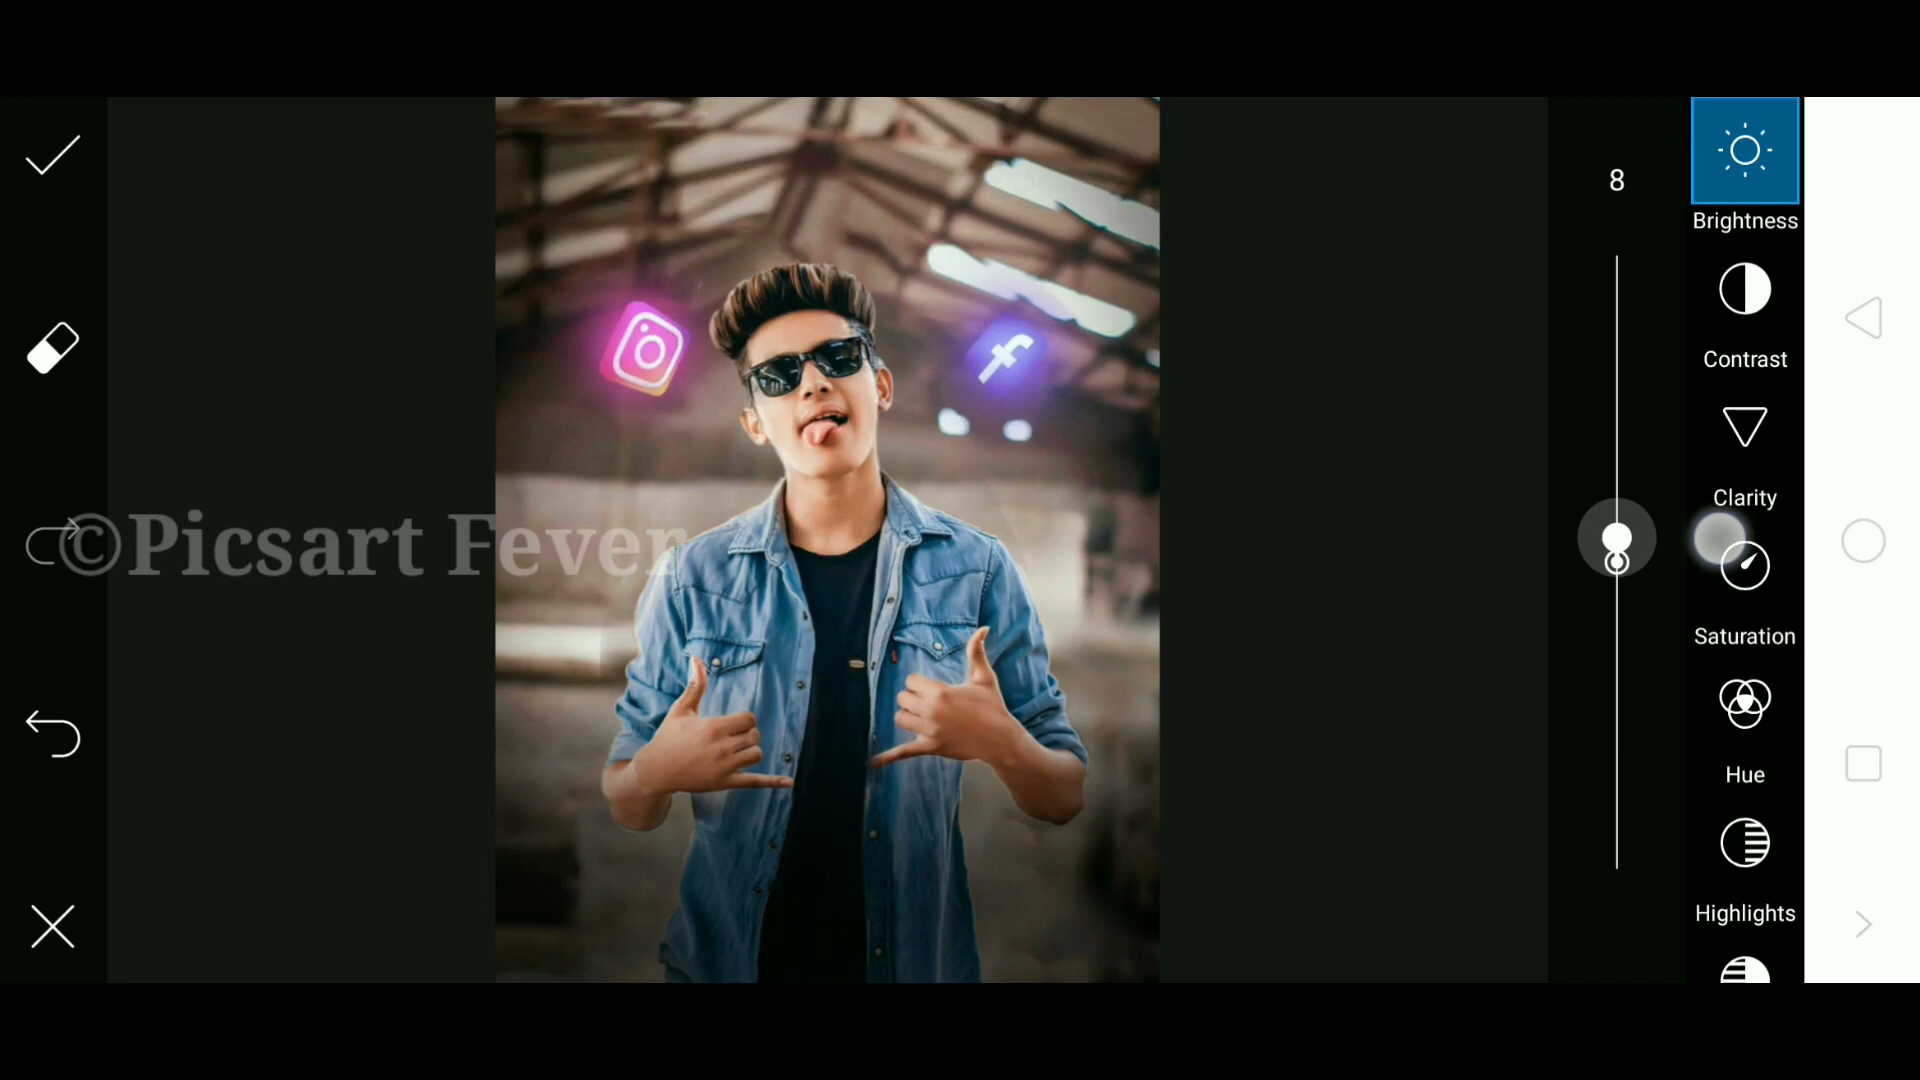 8
Brightness
Contrast
Clarity
©Picsart Fever
Saturation
Hue
Highlights